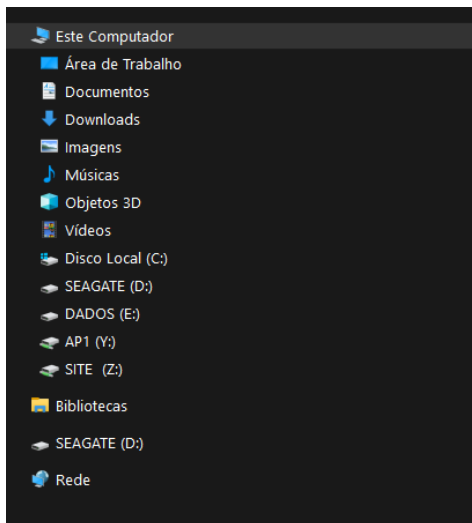 Este Computador
Área de Trabalho
Documentos
Downloads
Imagens
Músicas
Objetos 3D
Vídeos
Disco Local (C:)
SEAGATE (D:)
DADOS (E:)
AP1 (Y:)
SITE  (Z:)
Bibliotecas
SEAGATE (D:)
Rede